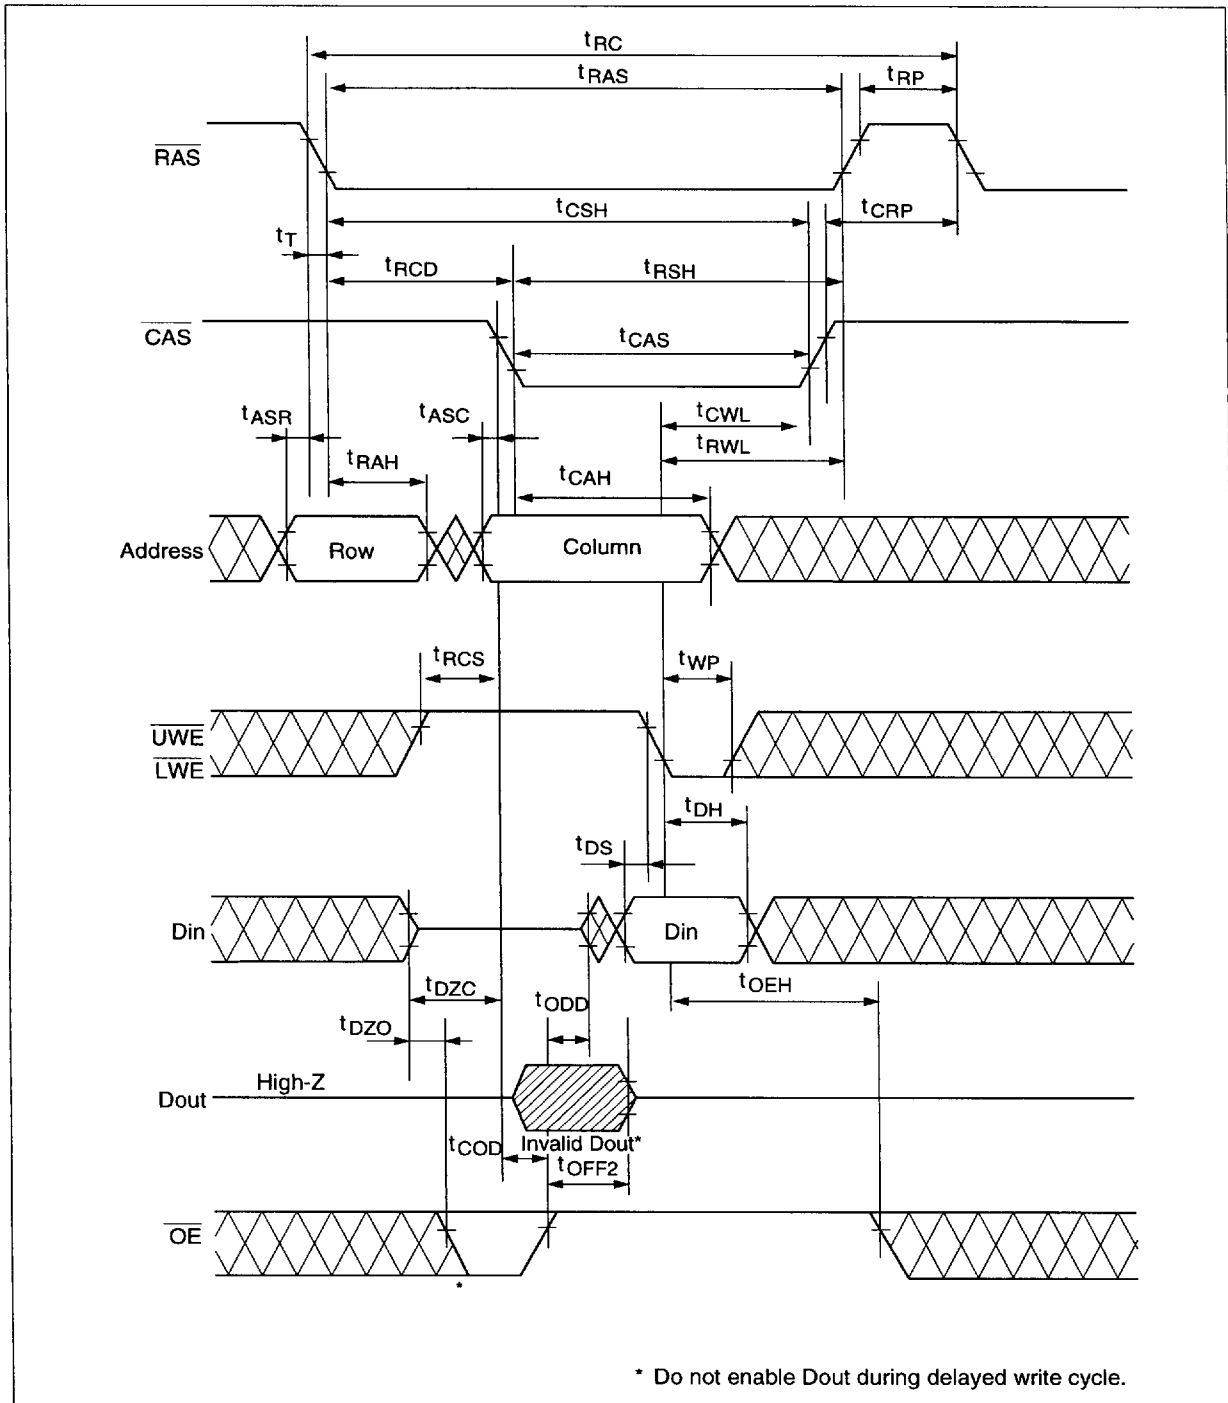 tRC
tRAS
tRP
RAS
tCSH
tCRP
tT
tRCD
tRSH
CAS
tCAS
tASR
tASC
tCWL
tRWL
tRAH
tCAH
Address
Row
Column
tRCS
tWP
UWE
LWE
tDH
tDS
Din
Din
tDZC
tODD
tOEH
tDZO
High-Z
Dout
Invalid Dout*
tCOD
tOFF2
OE
*
* Do not enable Dout during delayed write cycle.